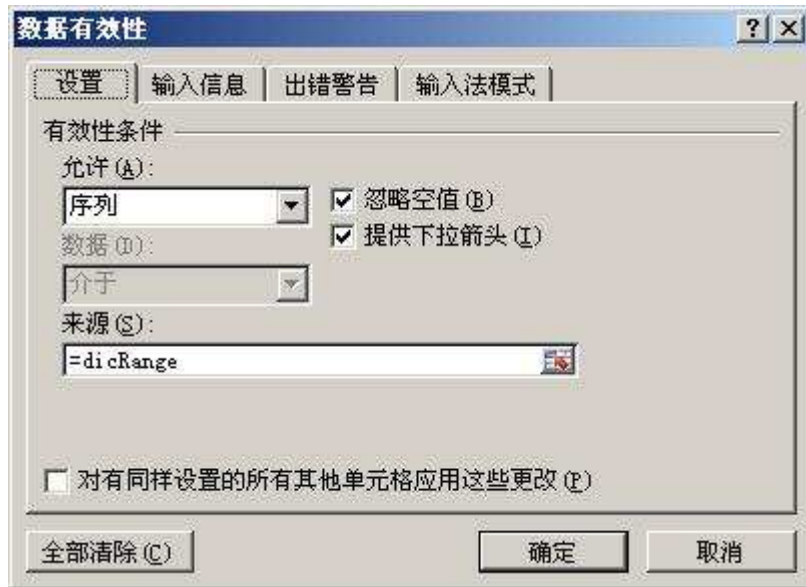 数据有效性
设置 输入信息 出错警告 输入法模式
有效性条件
允许(A):
序列
忽略空值(B)
数据(D):
提供下拉箭头(I)
介于
来源(S):
=dicRange
对有同样设置的所有其他单元格应用这些更改(P)
全部清除(C) 确定 取消